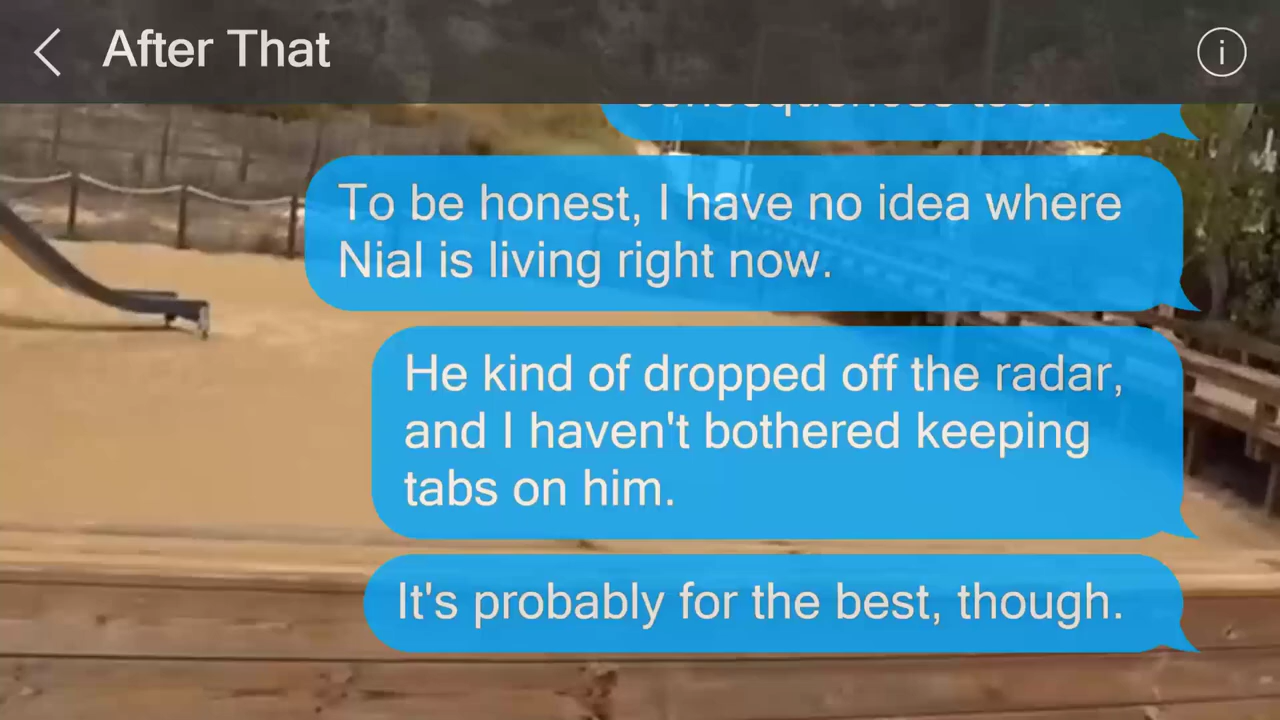 After That
To be honest, I have no idea where
Nial is living right now.
He kind of dropped off the radar,
and I haven't bothered keeping
tabs on him.
It's probably for the best, though.